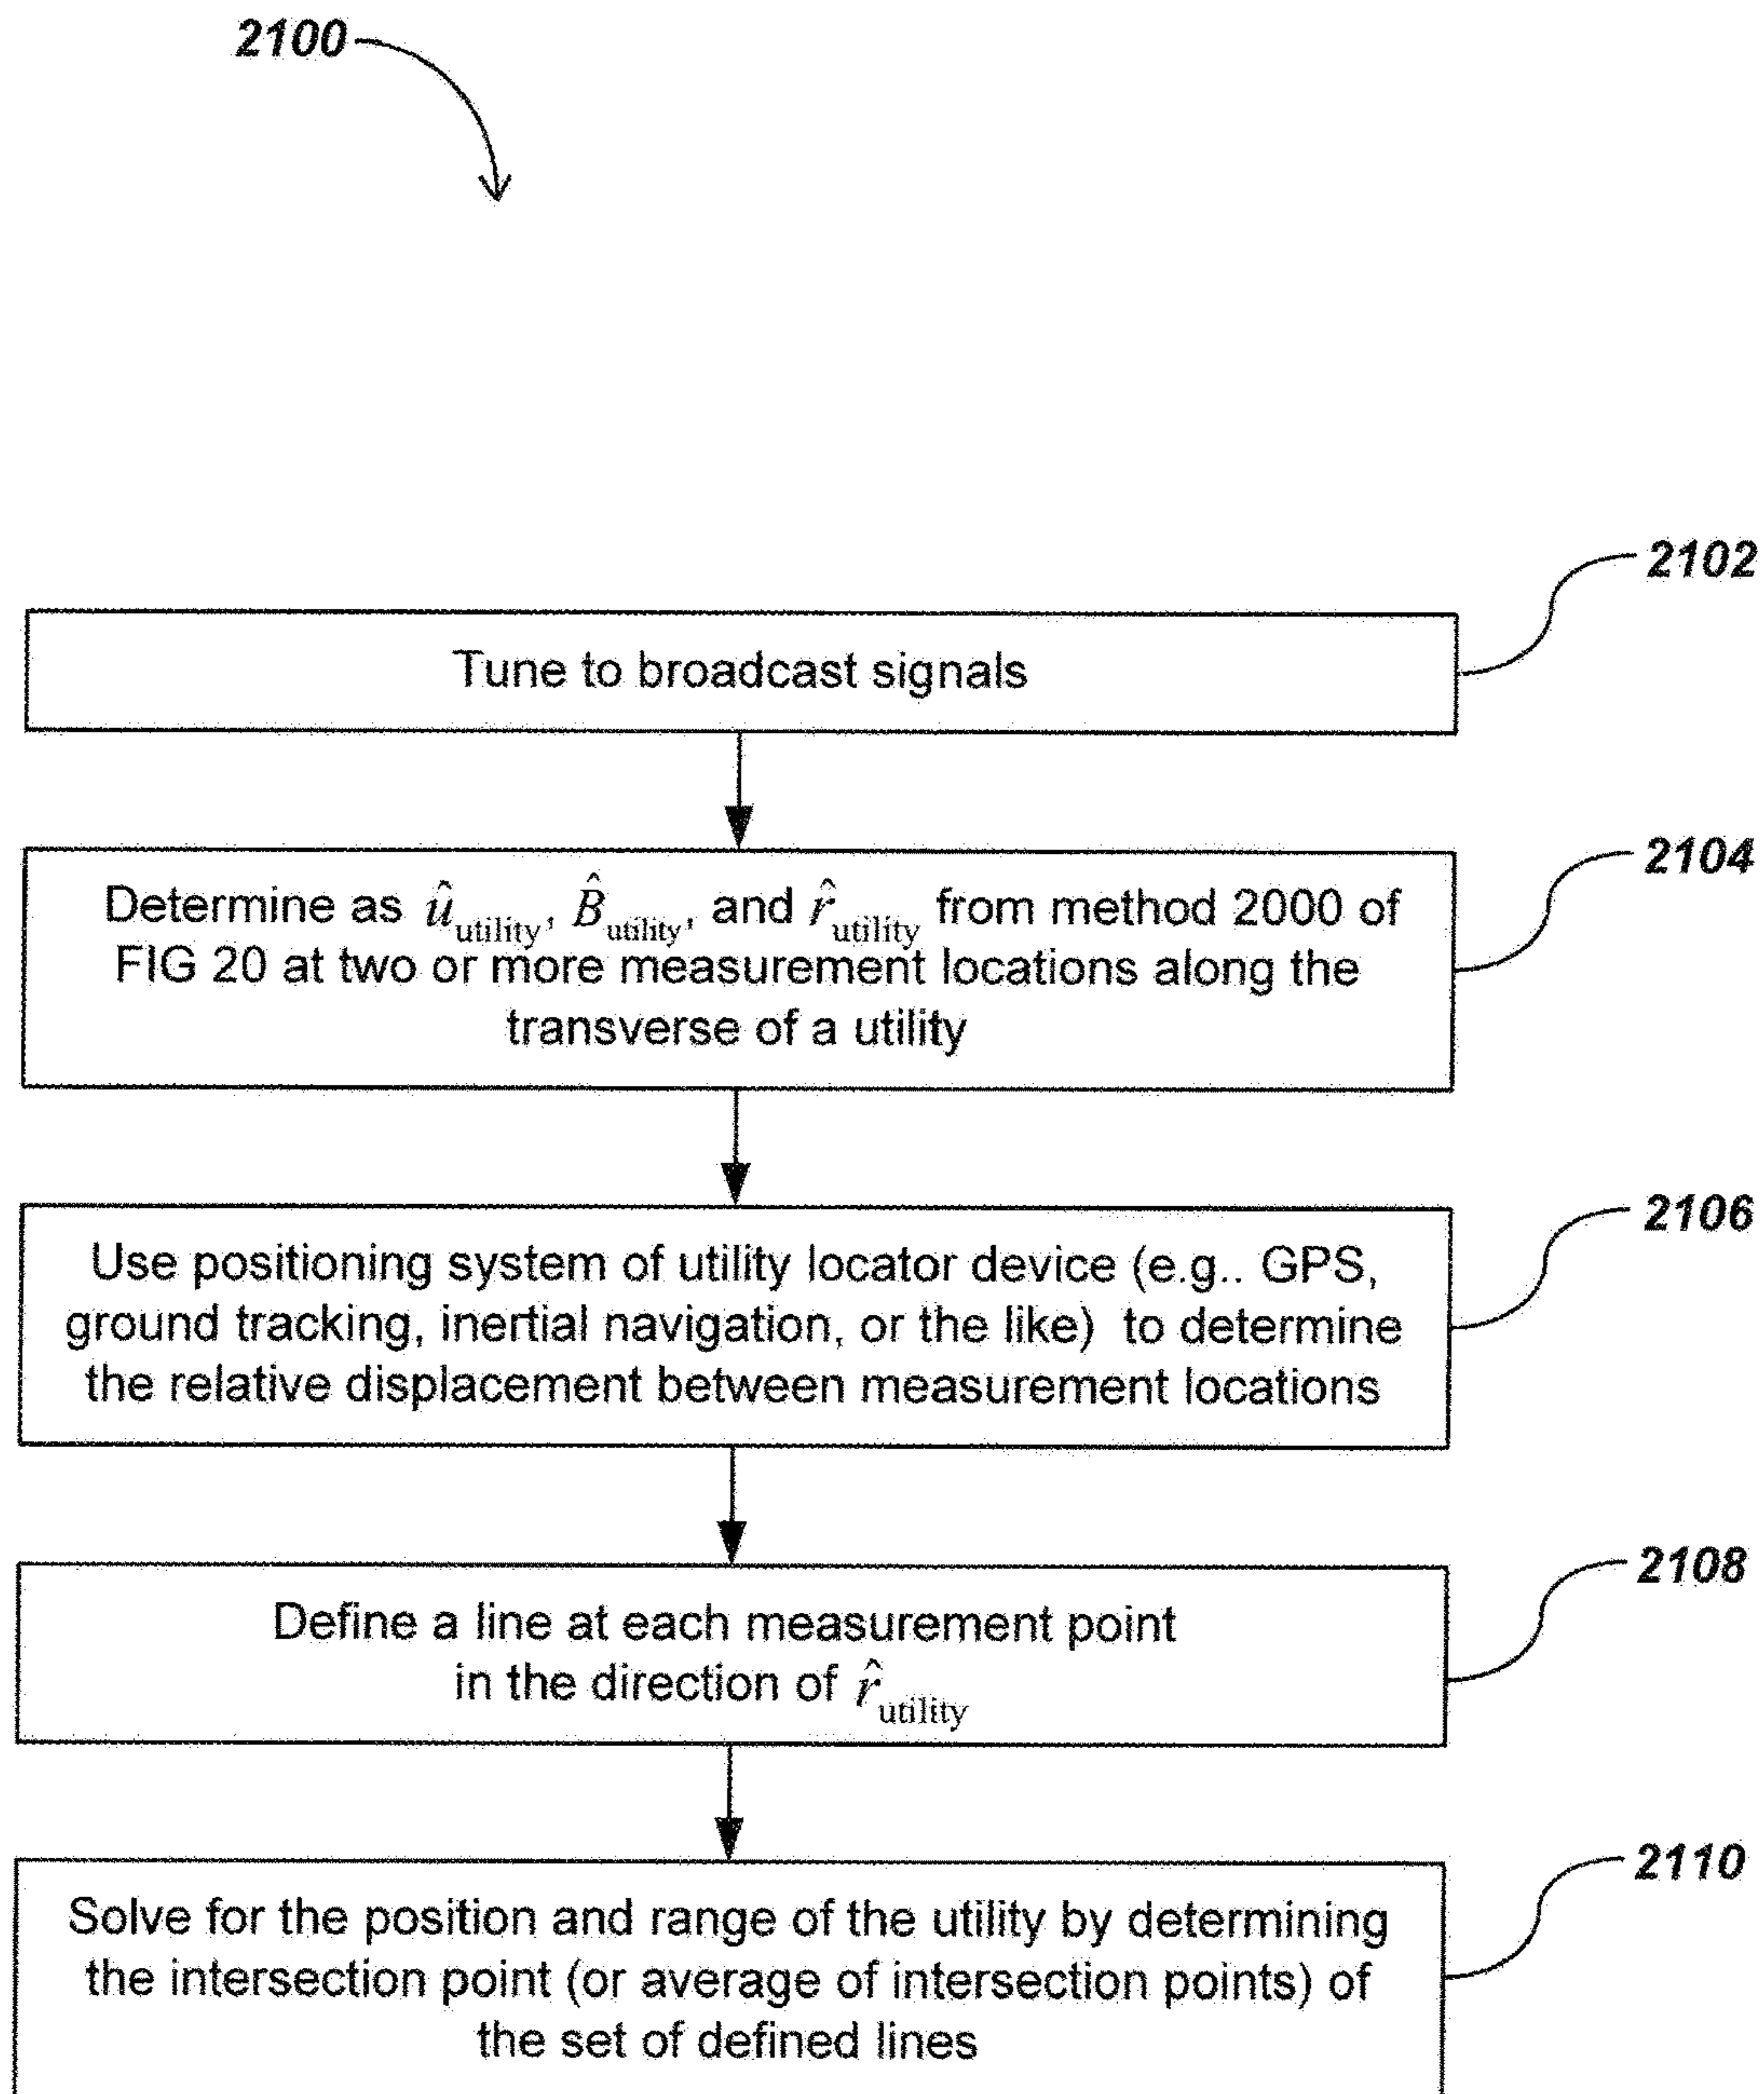 2100
2102
Tune to broadcast signals
2104
Determine as û_utility, B̂_utility, and r̂_utility from method 2000 of
FIG 20 at two or more measurement locations along the
transverse of a utility
2106
Use positioning system of utility locator device (e.g.. GPS,
ground tracking, inertial navigation, or the like) to determine
the relative displacement between measurement locations
2108
Define a line at each measurement point
in the direction of r̂_utility
2110
Solve for the position and range of the utility by determining
the intersection point (or average of intersection points) of
the set of defined lines